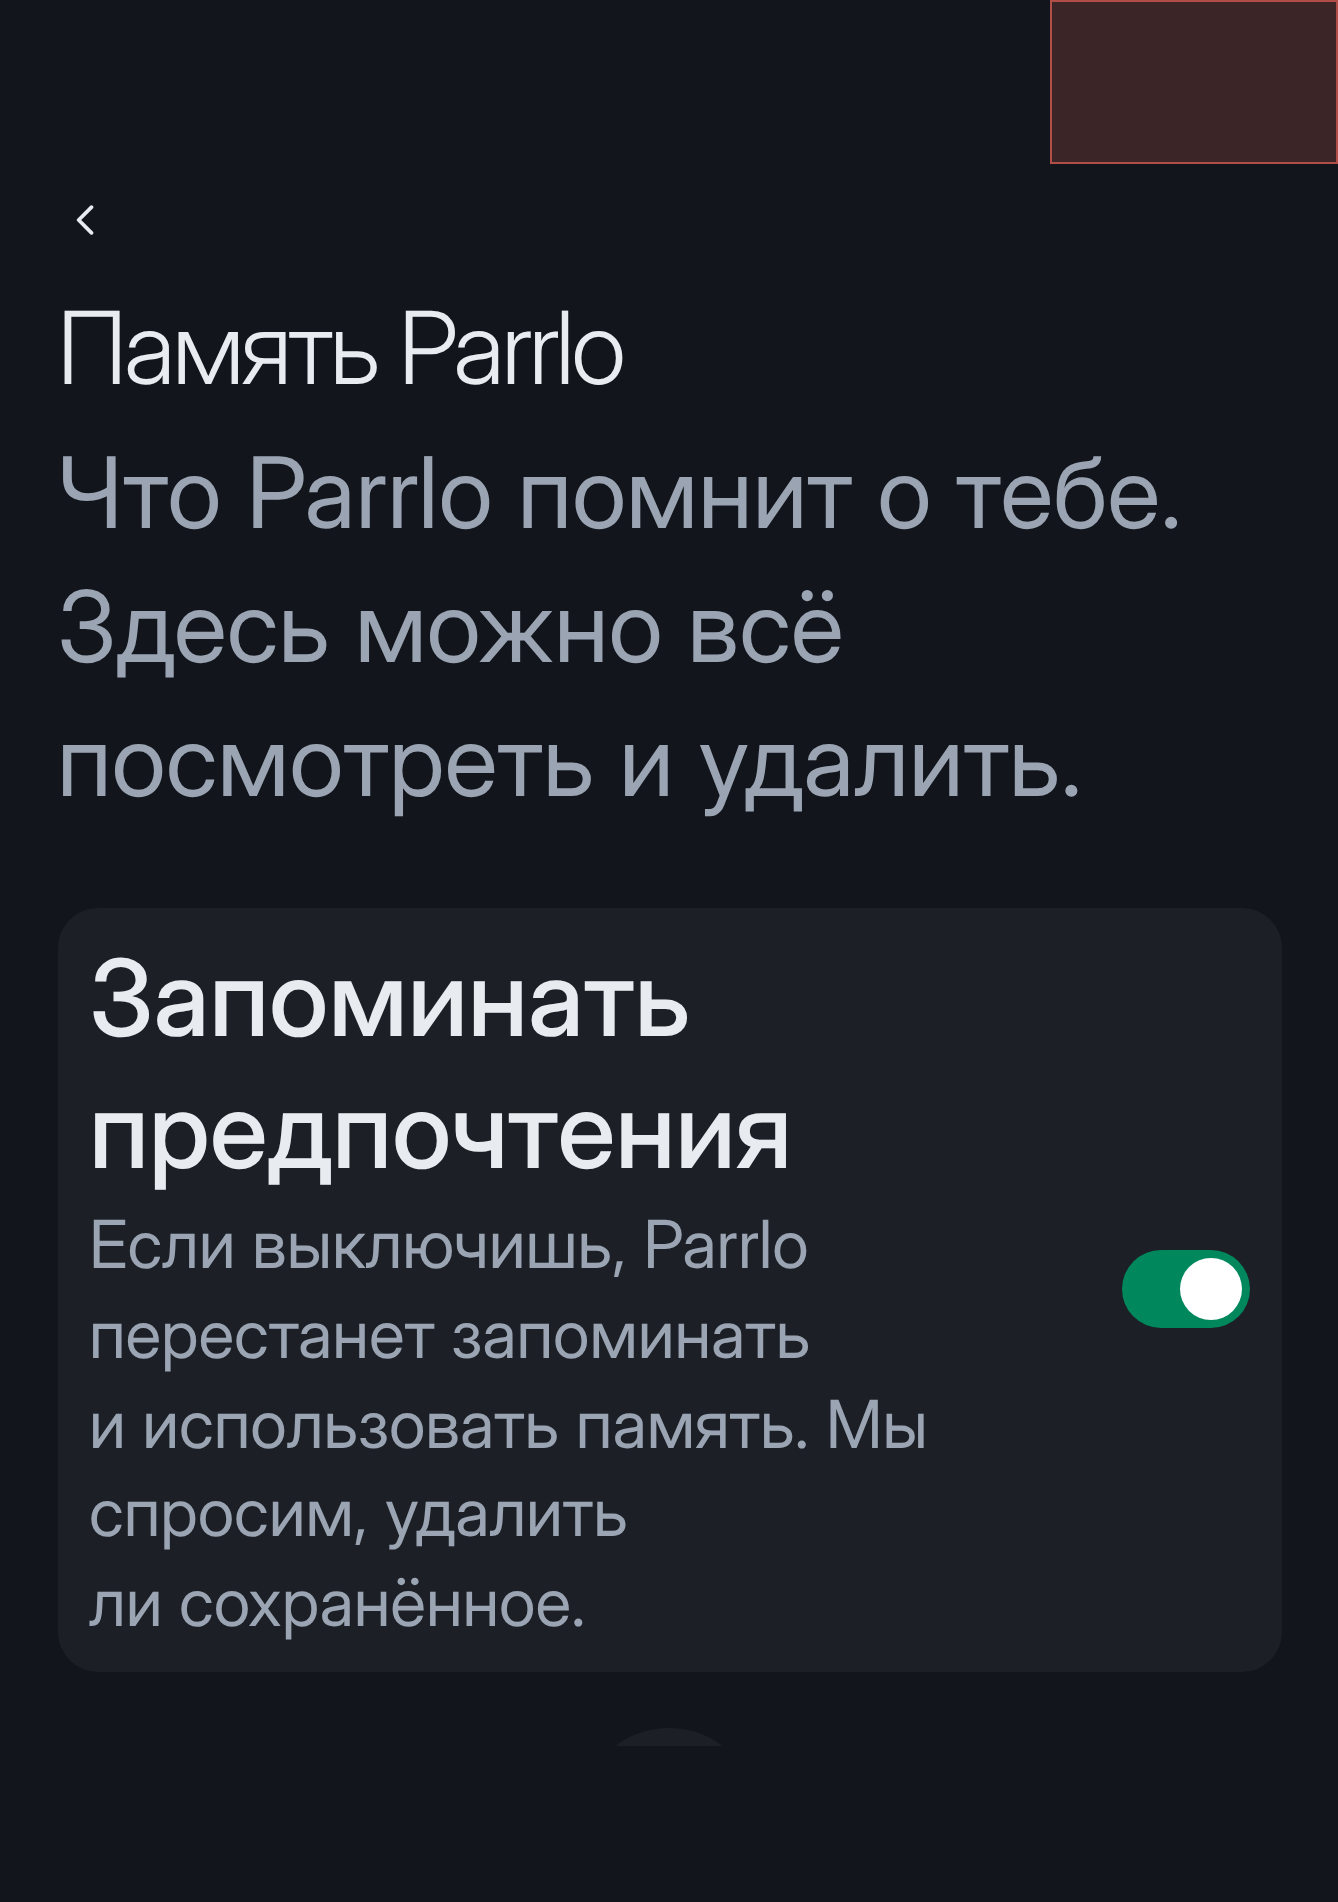 Память Parrlo
Что Parrlo помнит о тебе.
Здесь можно всё
посмотреть и удалить.
Запоминать
предпочтения
Если выключишь, Parrlo
перестанет запоминать
и использовать память. Мы
спросим, удалить
ли сохранённое.